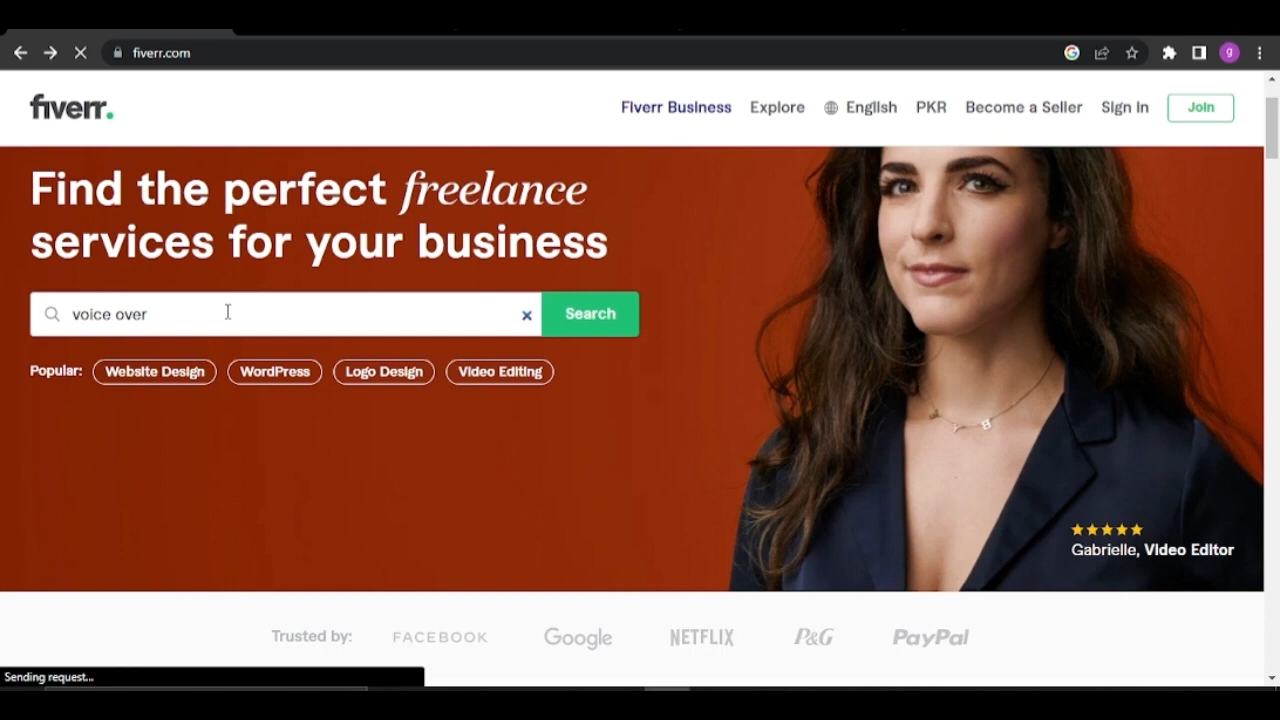 fiverr.com
g
fiverr.
Fiverr Business
Explore
English
PKR
Become a Seller
Sign In
Join
Find the perfect freelance
services for your business
voice over
Search
Popular:
Website Design
WordPress
Logo Design
Video Editing
Gabrielle, Video Editor
Trusted by:
FACEBOOK
Google
NETFLIX
P&G
PayPal
Sending request...